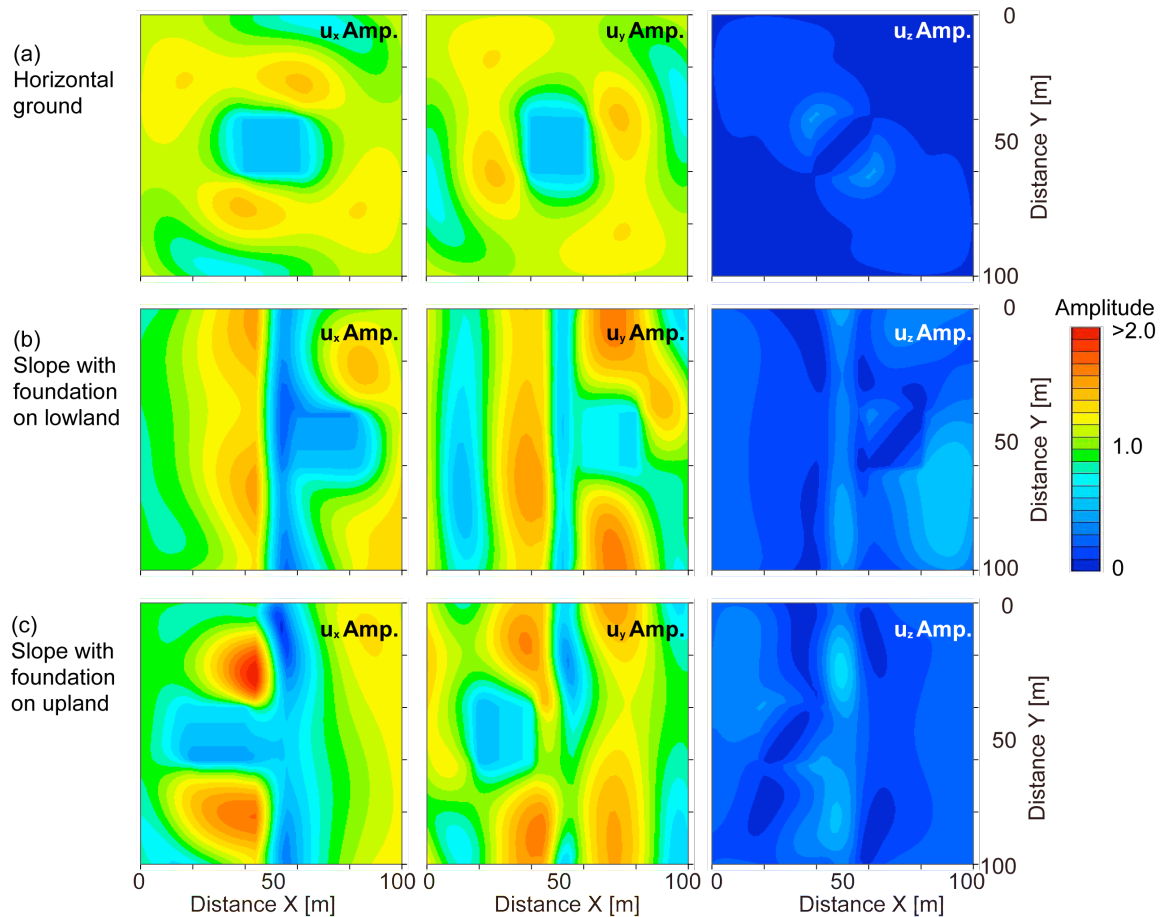 (a)
Horizontal
ground
uₓ Amp.
u_y Amp.
u_z Amp.
0
50
100
Distance Y [m]
(b)
Slope with
foundation
on lowland
uₓ Amp.
u_y Amp.
u_z Amp.
0
50
100
Distance Y [m]
Amplitude
>2.0
1.0
0
(c)
Slope with
foundation
on upland
uₓ Amp.
u_y Amp.
u_z Amp.
0
50
100
Distance Y [m]
0 50 100 0 50 100 0 50 100
Distance X [m] Distance X [m] Distance X [m]